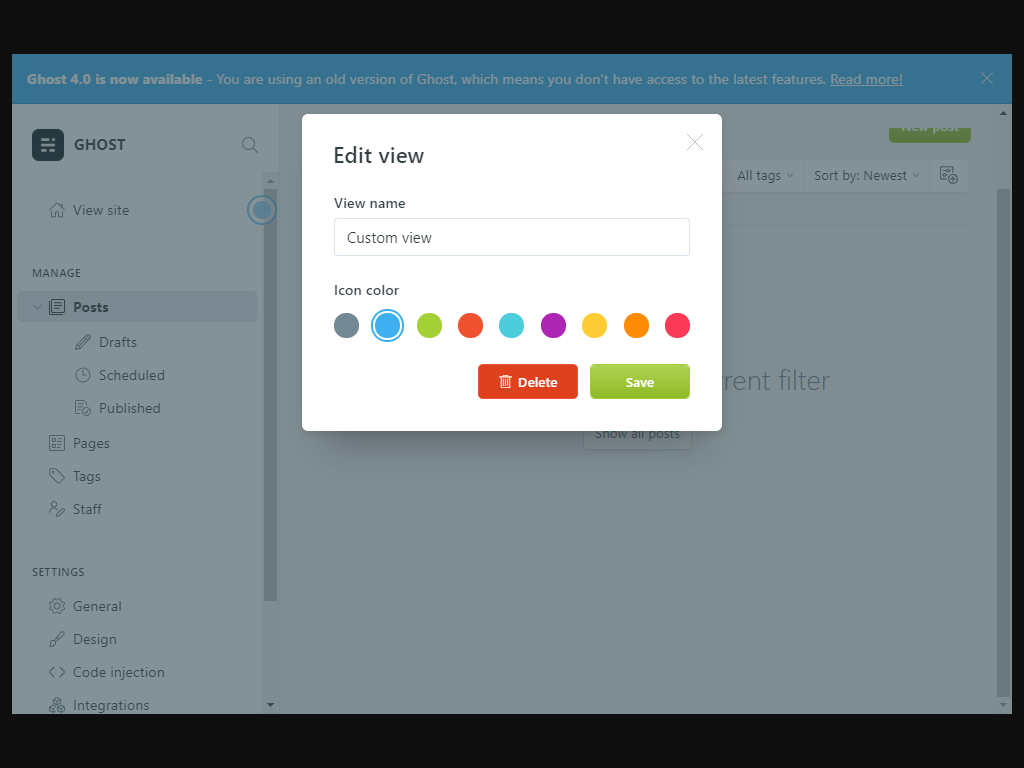 Ghost 4.0 is now available - You are using an old version of Ghost, which means you don't have access to the latest features. Read more!
GHOST
View site
MANAGE
Posts
Drafts
Scheduled
Published
Pages
Tags
Staff
SETTINGS
General
Design
Code injection
Integrations
New post
All tags
Sort by: Newest
filter
Show all posts
Edit view
View name
Custom view
Icon color
Delete
Save